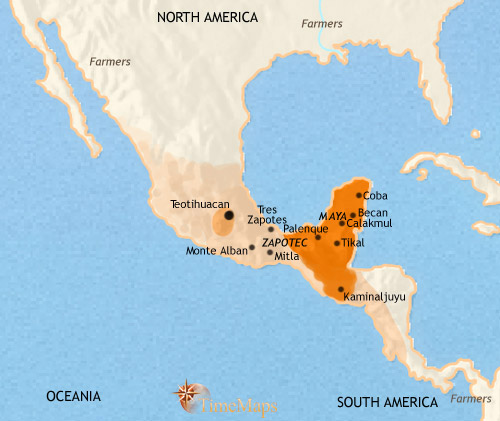 NORTH AMERICA
Farmers
Farmers
Teotihuacan
Tres
Zapotes
Coba
MAYA
Becan
Calakmul
Palenque
ZAPOTEC
Tikal
Monte Alban
Mitla
Kaminaljuyu
OCEANIA
TimeMaps
SOUTH AMERICA
Farmers